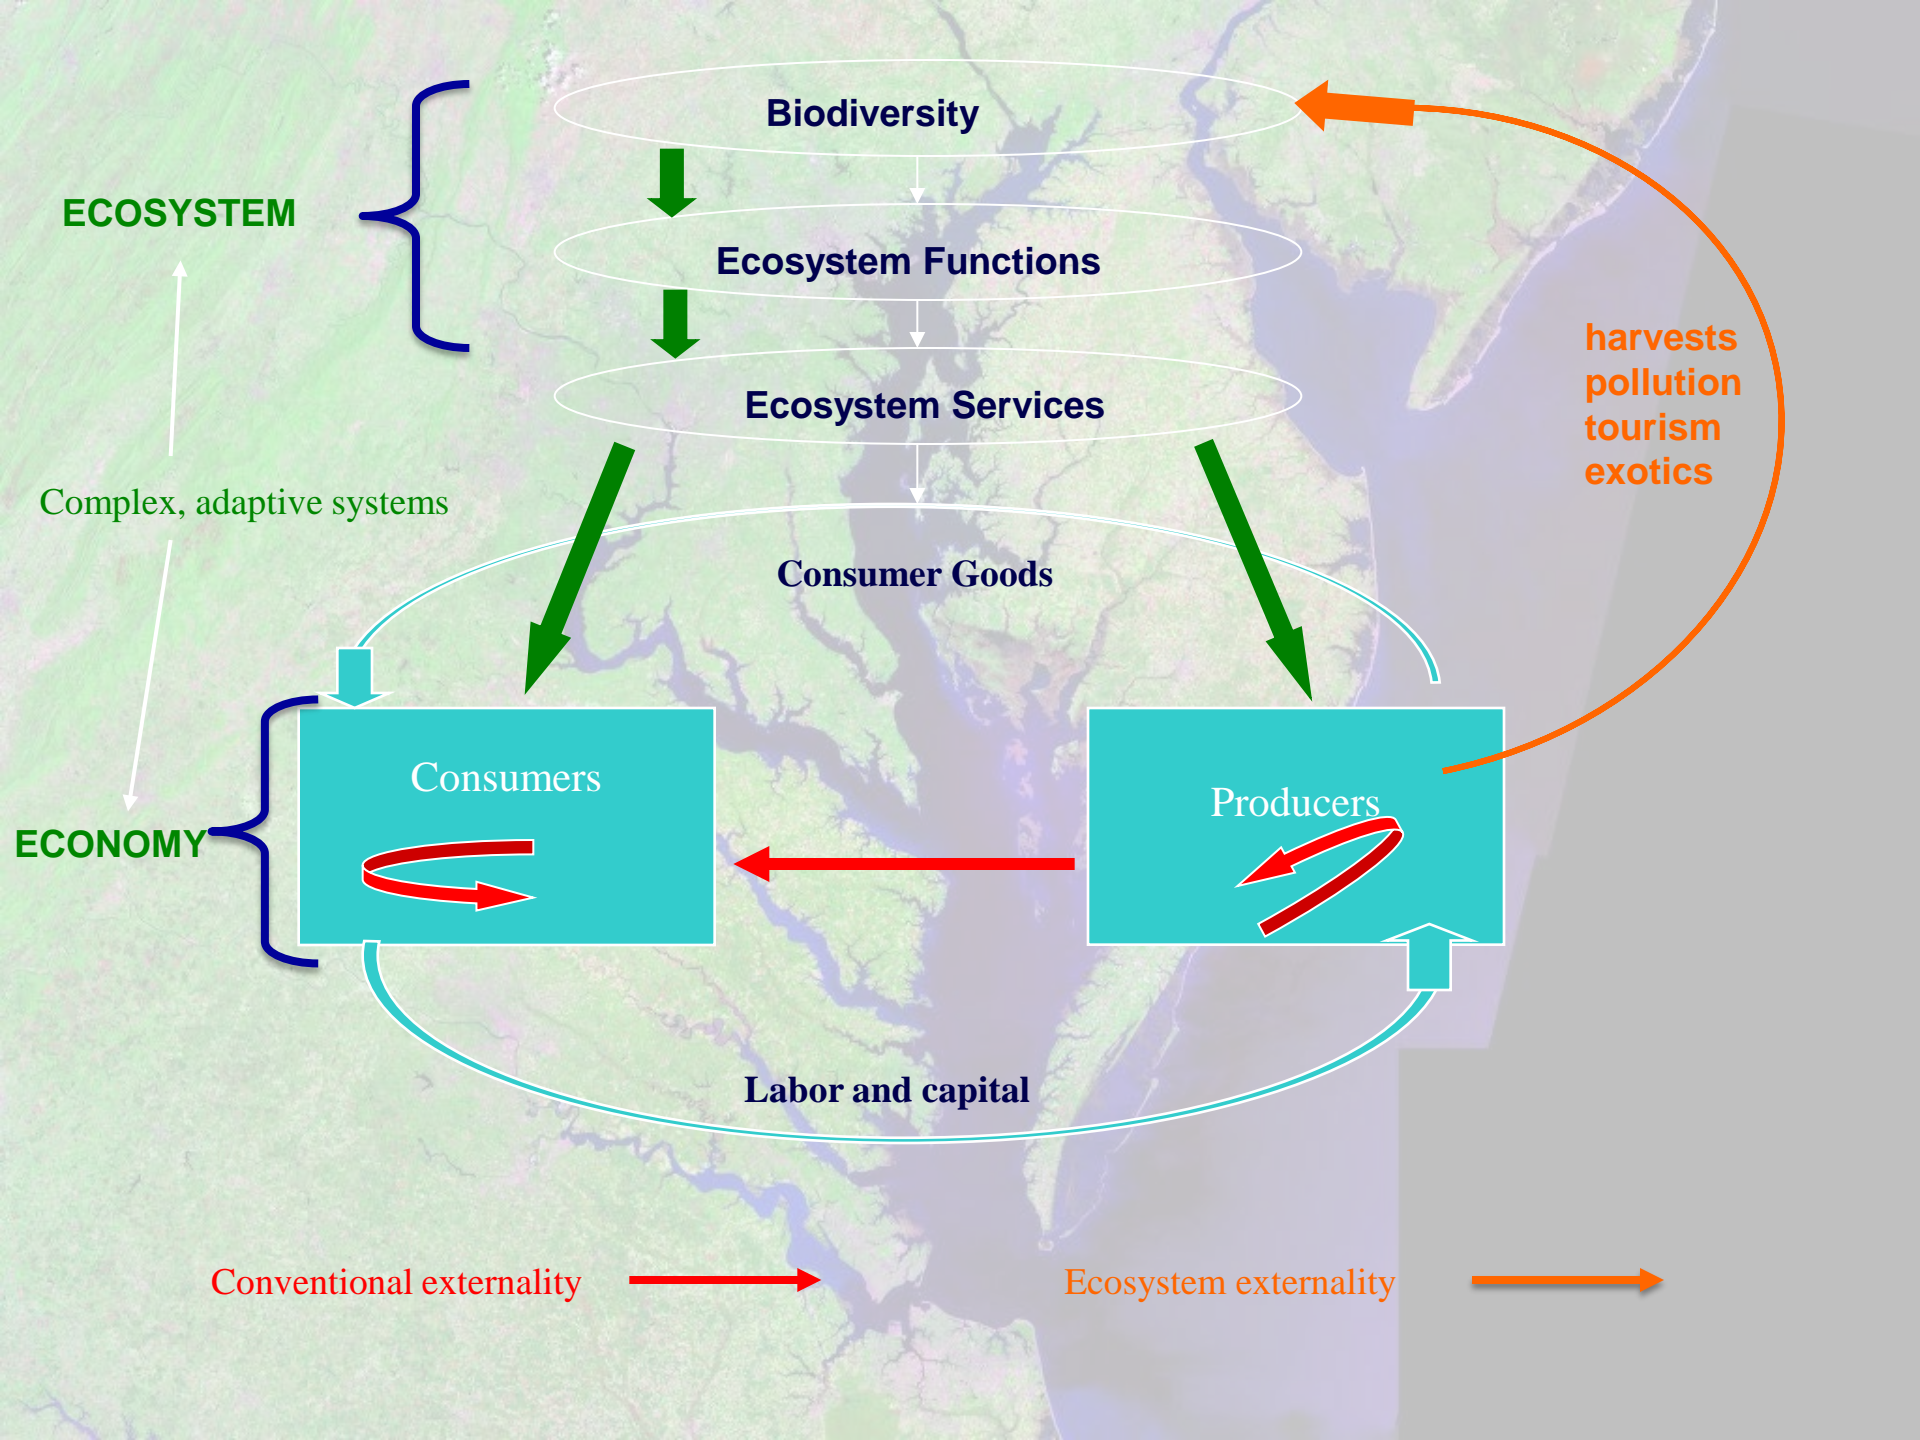 Biodiversity
ECOSYSTEM
Ecosystem Functions
harvests
pollution
tourism
exotics
Ecosystem Services
Complex, adaptive systems
Consumer Goods
Consumers
Producers
ECONOMY
Labor and capital
Conventional externality
Ecosystem externality